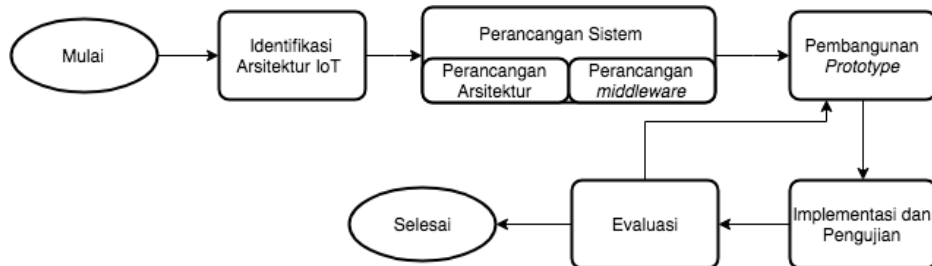 Mulai
Identifikasi
Arsitektur IoT
Perancangan Sistem
Perancangan
Arsitektur
Perancangan
middleware
Pembangunan
Prototype
Implementasi dan
Pengujian
Evaluasi
Selesai